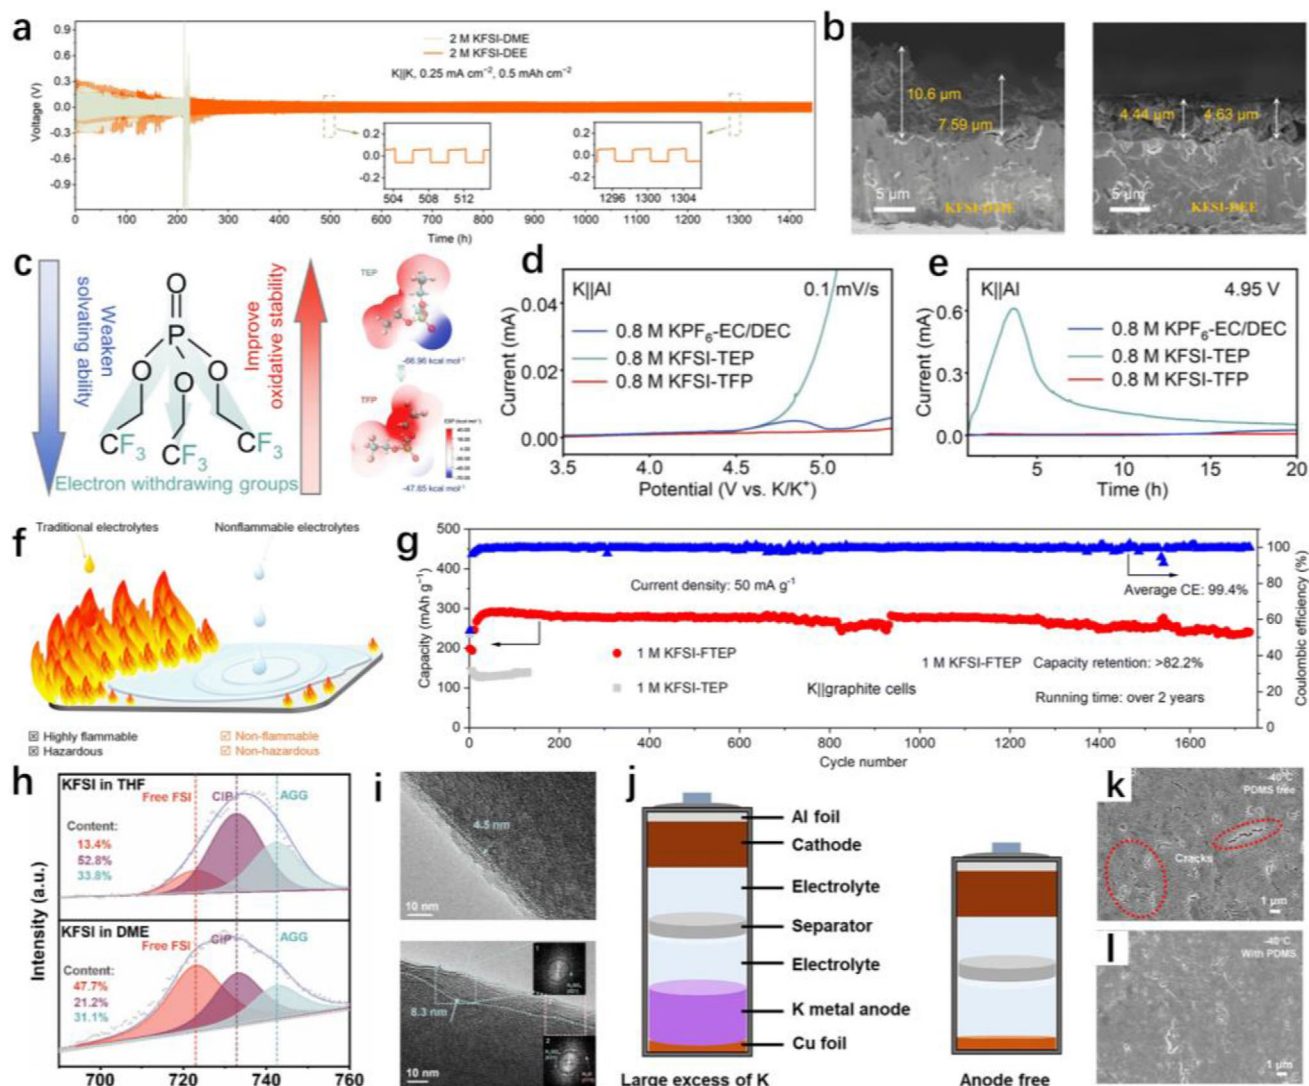 a
0.9
0.6
0.3
0.0
-0.3
-0.6
-0.9
Voltage (V)
2 M KFSI-DME
2 M KFSI-DEE
K||K, 0.25 mA cm⁻², 0.5 mAh cm⁻²
0.2
0.0
-0.2
504 508 512
0.2
0.0
-0.2
1296 1300 1304
0 100 200 300 400 500 600 700 800 900 1000 1100 1200 1300 1400
Time (h)
b
10.6 µm
7.59 µm
5 µm
KFSI-DME
4.44 µm 4.63 µm
5 µm
KFSI-DEE
c
Weaken
solvating ability
O
P
O O O
CF₃ CF₃ CF₃
Electron withdrawing groups
Improve
oxidative stability
TEP
-66.96 kcal mol⁻¹
TFP
-47.65 kcal mol⁻¹
d
K||Al 0.1 mV/s
0.8 M KPF₆-EC/DEC
0.8 M KFSI-TEP
0.8 M KFSI-TFP
0.04
0.02
0.00
Current (mA)
3.5 4.0 4.5 5.0
Potential (V vs. K/K⁺)
e
K||Al 4.95 V
0.8 M KPF₆-EC/DEC
0.8 M KFSI-TEP
0.8 M KFSI-TFP
0.6
0.3
0.0
Current (mA)
5 10 15 20
Time (h)
f
Traditional electrolytes Nonflammable electrolytes
☒ Highly flammable
☒ Hazardous
☑ Non-flammable
☑ Non-hazardous
g
500
400
300
200
100
0
Capacity (mAh g⁻¹)
Current density: 50 mA g⁻¹
Average CE: 99.4%
1 M KFSI-FTEP
1 M KFSI-TEP
1 M KFSI-FTEP Capacity retention: >82.2%
K||graphite cells
Running time: over 2 years
100
80
60
40
20
0
Coulombic efficiency (%)
0 200 400 600 800 1000 1200 1400 1600
Cycle number
h
KFSI in THF
Free FSI CIP AGG
Content:
13.4%
52.8%
33.8%
KFSI in DME
Free FSI CIP AGG
Content:
47.7%
21.2%
31.1%
Intensity (a.u.)
700 720 740 760
i
4.5 nm
10 nm
8.3 nm
1
2
10 nm
j
Al foil
Cathode
Electrolyte
Separator
Electrolyte
K metal anode
Cu foil
Large excess of K
Anode free
k
-40°C
PDMS free
Cracks
1 µm
l
-40°C
With PDMS
1 µm